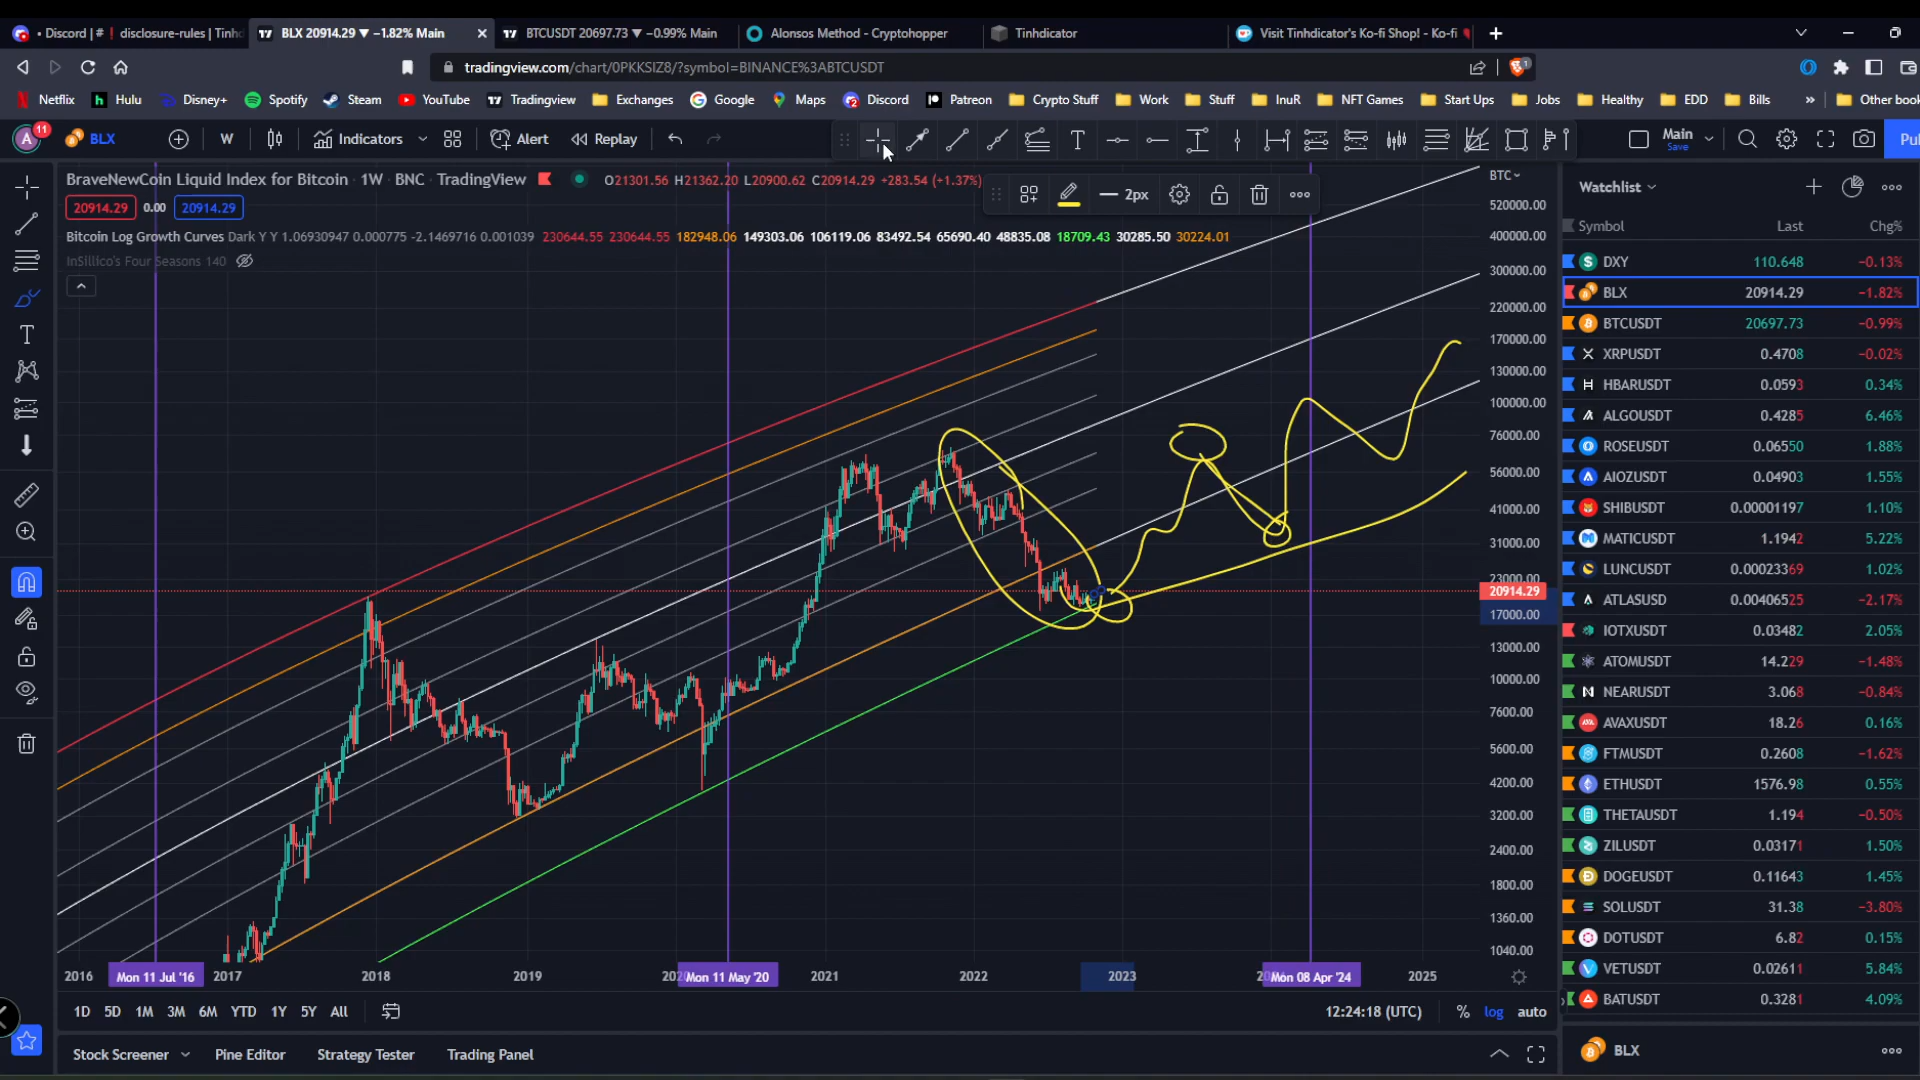 • Discord | # ❗ disclosure-rules | Tinhd
BLX 20914.29 ▼ −1.82% Main
BTCUSDT 20697.73 ▼ −0.99% Main
Alonsos Method - Cryptohopper
Tinhdicator
Visit Tinhdicator's Ko-fi Shop! - Ko-fi
tradingview.com/chart/0PKKSIZ8/?symbol=BINANCE%3ABTCUSDT
1
Netflix
Hulu
Disney+
Spotify
Steam
YouTube
Tradingview
Exchanges
Google
Maps
Discord
Patreon
Crypto Stuff
Work
Stuff
InuR
NFT Games
Start Ups
Jobs
Healthy
EDD
Bills
»
Other book
A
11
BLX
W
Indicators
Alert
Replay
Main
Save
Pu
BraveNewCoin Liquid Index for Bitcoin · 1W · BNC · TradingView
O21301.56 H21362.20 L20900.62 C20914.29 +283.54 (+1.37%)
2px
20914.29 0.00 20914.29
Bitcoin Log Growth Curves Dark Y Y 1.06930947 0.000775 -2.1469716 0.001039 230644.55 230644.55 182948.06 149303.06 106119.06 83492.54 65690.40 48835.08 18709.43 30285.50 30224.01
InSillico's Four Seasons 140
BTC
520000.00
400000.00
300000.00
220000.00
170000.00
130000.00
100000.00
76000.00
56000.00
41000.00
31000.00
23000.00
20914.29
17000.00
13000.00
10000.00
7600.00
5600.00
4200.00
3200.00
2400.00
1800.00
1360.00
1040.00
2016
Mon 11 Jul '16
2017
2018
2019
Mon 11 May '20
2021
2022
2023
Mon 08 Apr '24
2025
1D 5D 1M 3M 6M YTD 1Y 5Y All
12:24:18 (UTC)
% log auto
Stock Screener
Pine Editor
Strategy Tester
Trading Panel
Watchlist
Symbol Last Chg%
DXY 110.648 −0.13%
BLX 20914.29 −1.82%
BTCUSDT 20697.73 −0.99%
XRPUSDT 0.4708 −0.02%
HBARUSDT 0.0593 0.34%
ALGOUSDT 0.4285 6.46%
ROSEUSDT 0.06550 1.88%
AIOZUSDT 0.04903 1.55%
SHIBUSDT 0.00001197 1.10%
MATICUSDT 1.1942 5.22%
LUNCUSDT 0.00023369 1.02%
ATLASUSD 0.00406525 −2.17%
IOTXUSDT 0.03482 2.05%
ATOMUSDT 14.229 −1.48%
NEARUSDT 3.068 −0.84%
AVAXUSDT 18.26 0.16%
FTMUSDT 0.2608 −1.62%
ETHUSDT 1576.98 0.55%
THETAUSDT 1.194 −0.50%
ZILUSDT 0.03171 1.50%
DOGEUSDT 0.11643 1.45%
SOLUSDT 31.38 −3.80%
DOTUSDT 6.82 0.15%
VETUSDT 0.02611 5.84%
BATUSDT 0.3281 4.09%
BLX